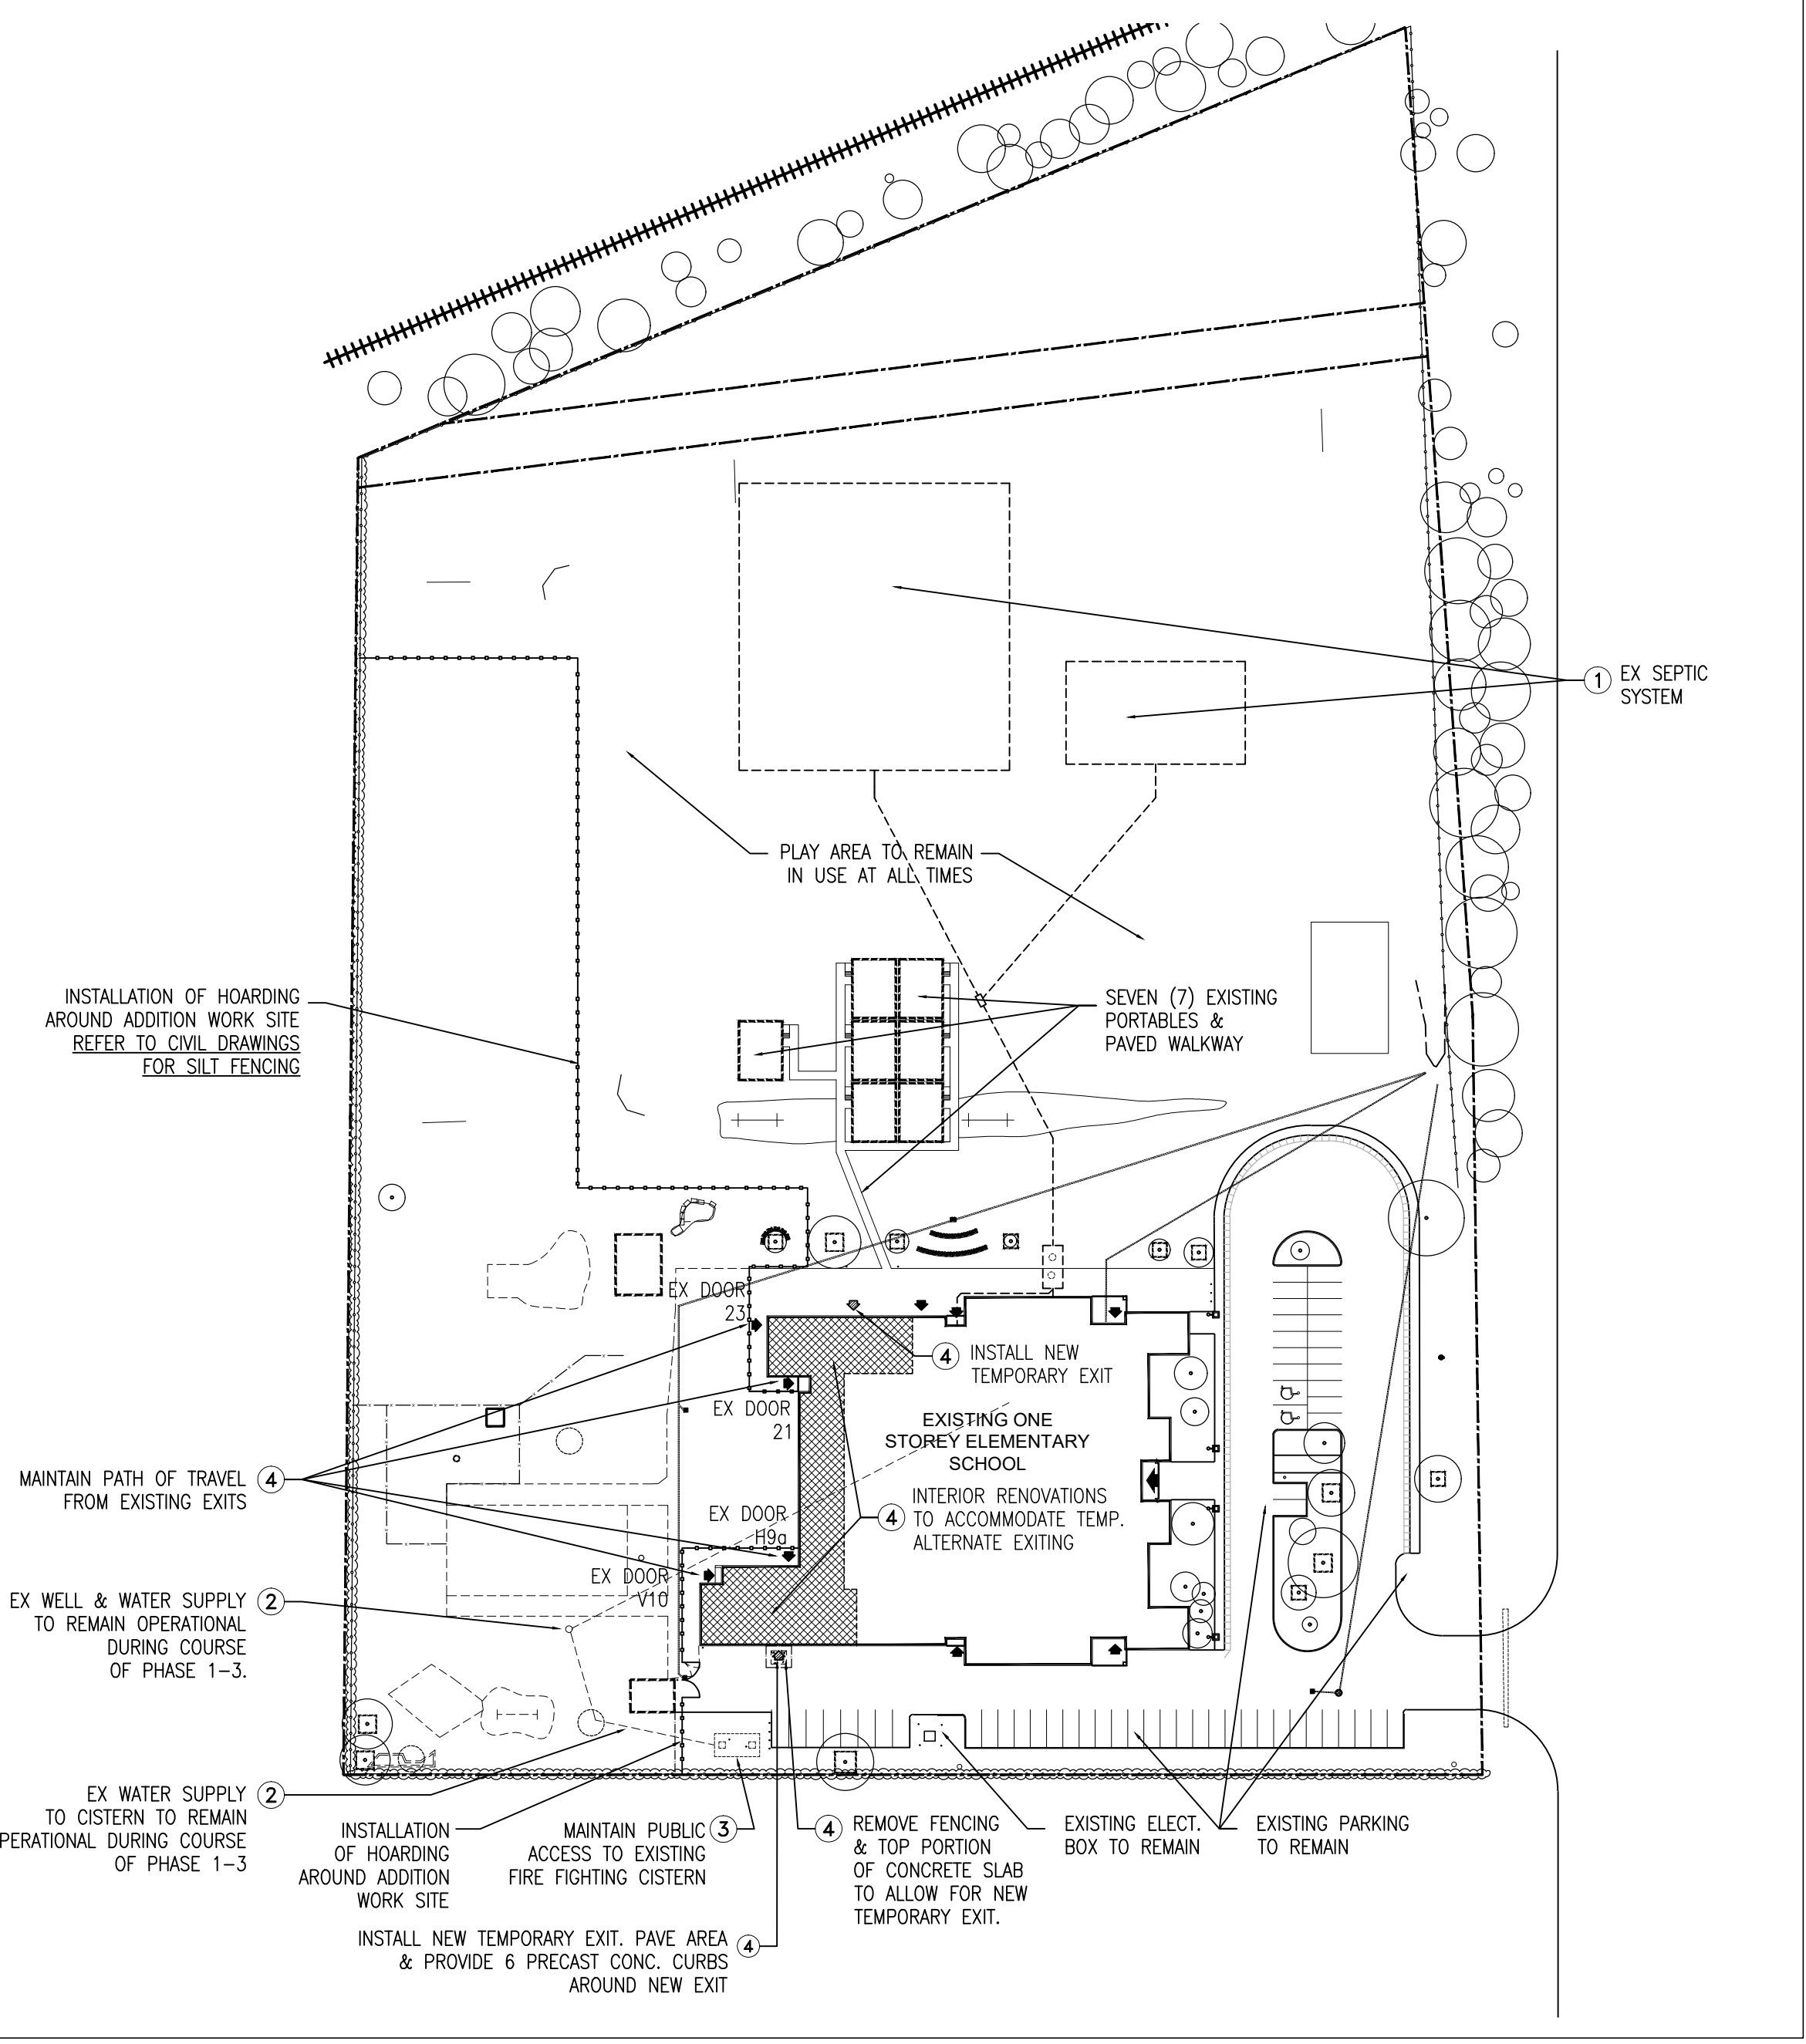 1 EX SEPTIC
SYSTEM
PLAY AREA TO REMAIN
IN USE AT ALL TIMES
INSTALLATION OF HOARDING
AROUND ADDITION WORK SITE
REFER TO CIVIL DRAWINGS
FOR SILT FENCING
SEVEN (7) EXISTING
PORTABLES &
PAVED WALKWAY
EX DOOR
23
4 INSTALL NEW
TEMPORARY EXIT
EX DOOR
21
EXISTING ONE
STOREY ELEMENTARY
SCHOOL
MAINTAIN PATH OF TRAVEL 4
FROM EXISTING EXITS
4 INTERIOR RENOVATIONS
TO ACCOMMODATE TEMP.
ALTERNATE EXITING
EX DOOR
H9a
EX DOOR
V10
EX WELL & WATER SUPPLY 2
TO REMAIN OPERATIONAL
DURING COURSE
OF PHASE 1-3.
EX WATER SUPPLY 2
TO CISTERN TO REMAIN
PERATIONAL DURING COURSE
OF PHASE 1-3
INSTALLATION
OF HOARDING
AROUND ADDITION
WORK SITE
MAINTAIN PUBLIC 3
ACCESS TO EXISTING
FIRE FIGHTING CISTERN
4 REMOVE FENCING
& TOP PORTION
OF CONCRETE SLAB
TO ALLOW FOR NEW
TEMPORARY EXIT.
EXISTING ELECT.
BOX TO REMAIN
EXISTING PARKING
TO REMAIN
INSTALL NEW TEMPORARY EXIT. PAVE AREA 4
& PROVIDE 6 PRECAST CONC. CURBS
AROUND NEW EXIT